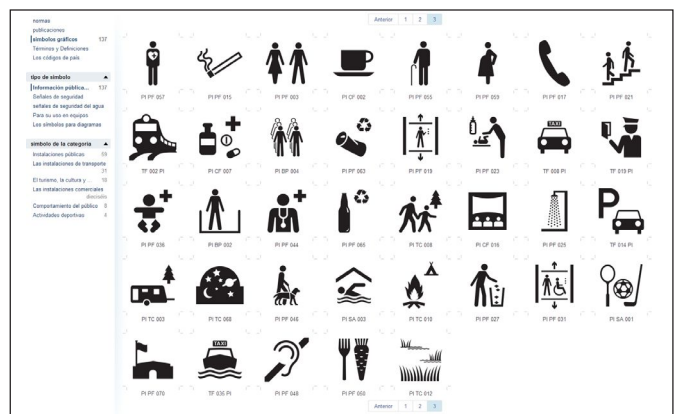 normas
publicaciones
símbolos gráficos 137
Términos y Definiciones
Los códigos de país
tipo de símbolo
Información pública... 137
Señales de seguridad
señales de seguridad del agua
Para su uso en equipos
Los símbolos para diagramas
símbolo de la categoría
Instalaciones públicas 59
Las instalaciones de transporte
31
El turismo, la cultura y ... 18
Las instalaciones comerciales
dieciséis
Comportamiento del público 8
Actividades deportivas 4
Anterior 1 2 3
PI PF 057 PI PF 015 PI PF 003 PI CF 002 PI PF 055 PI PF 059 PI PF 017 PI PF 021
TF 002 PI PI CF 007 PI BP 004 PI PF 063 PI PF 019 PI PF 023 TAXI TF 008 PI TF 019 PI
PI PF 036 PI BP 002 PI PF 044 PI PF 065 PI TC 008 PI CF 016 PI PF 025 P TF 014 PI
PI TC 003 PI TC 068 PI PF 046 PI SA 003 PI TC 010 PI PF 027 PI PF 031 PI SA 001
PI PF 070 TAXI TF 035 PI PI PF 048 PI PF 050 PI TC 012
Anterior 1 2 3